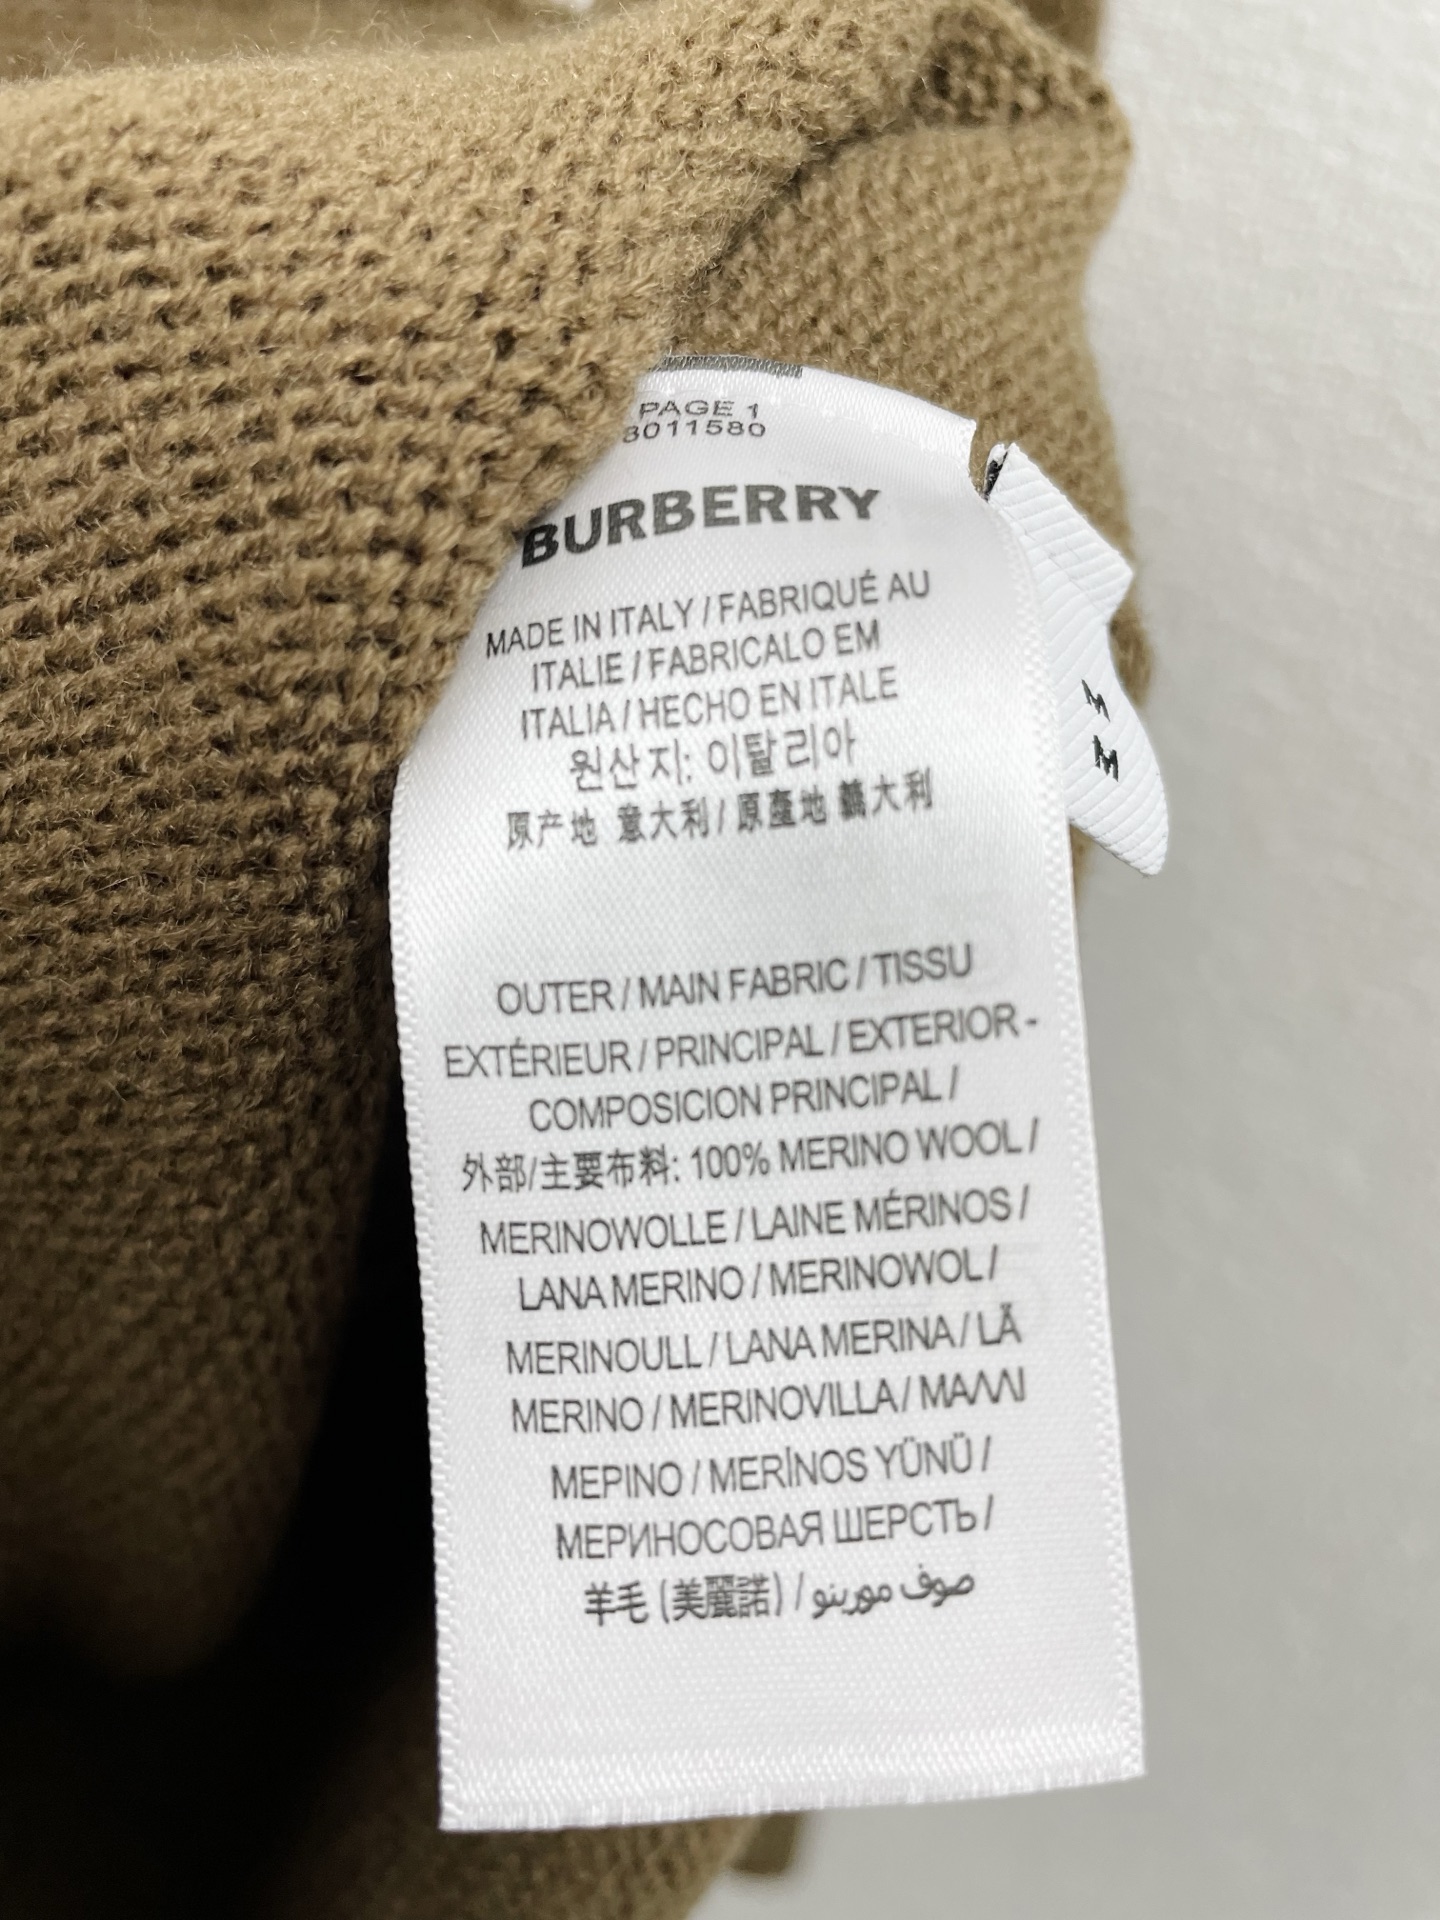 PAGE 1
8011580
BURBERRY
MADE IN ITALY / FABRIQUÉ AU
ITALIE / FABRICALO EM
ITALIA / HECHO EN ITALE
원산지: 이탈리아
原产地 意大利 / 原產地 義大利
OUTER / MAIN FABRIC / TISSU
EXTÉRIEUR / PRINCIPAL / EXTERIOR -
COMPOSICION PRINCIPAL /
外部/主要布料: 100% MERINO WOOL /
MERINOWOLLE / LAINE MÉRINOS /
LANA MERINO / MERINOWOL /
MERINOULL / LANA MERINA / LÃ
MERINO / MERINOVILLA / ΜΑΛΛΙ
ΜΕΡΙΝΟ / MERİNOS YÜNÜ /
МЕРИНОСОВАЯ ШЕРСТЬ /
羊毛 (美麗諾) / صوف مورينو
M
M